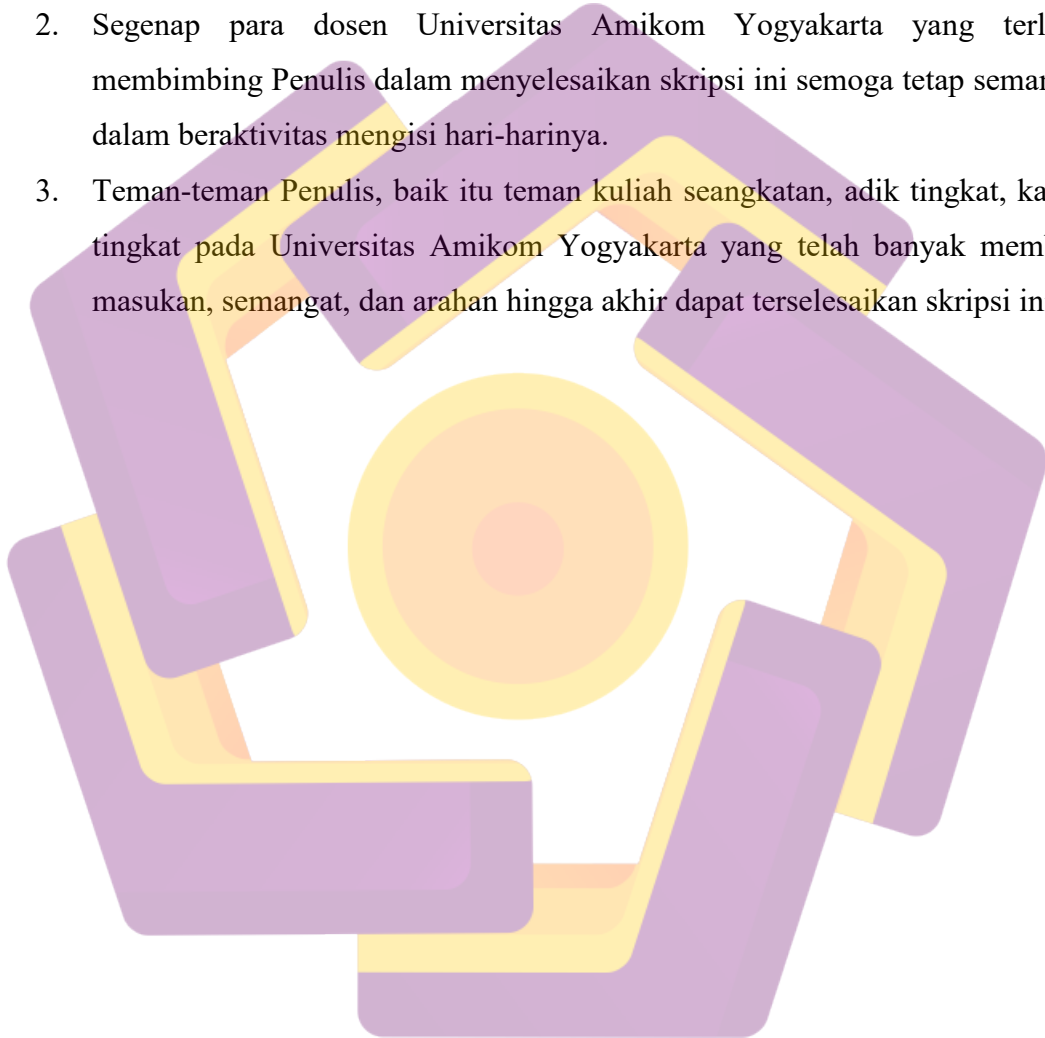 2. Segenap para dosen Universitas Amikom Yogyakarta yang
membimbing Penulis dalam menyelesaikan skripsi ini semoga tetap
dalam beraktivitas mengisi hari-harinya.
3. Teman-teman Penulis, baik itu teman kuliah seangkatan, adik tingkat,
tingkat pada Universitas Amikom Yogyakarta yang telah banyak
masukan, semangat, dan arahan hingga akhir dapat terselesaikan skripsi